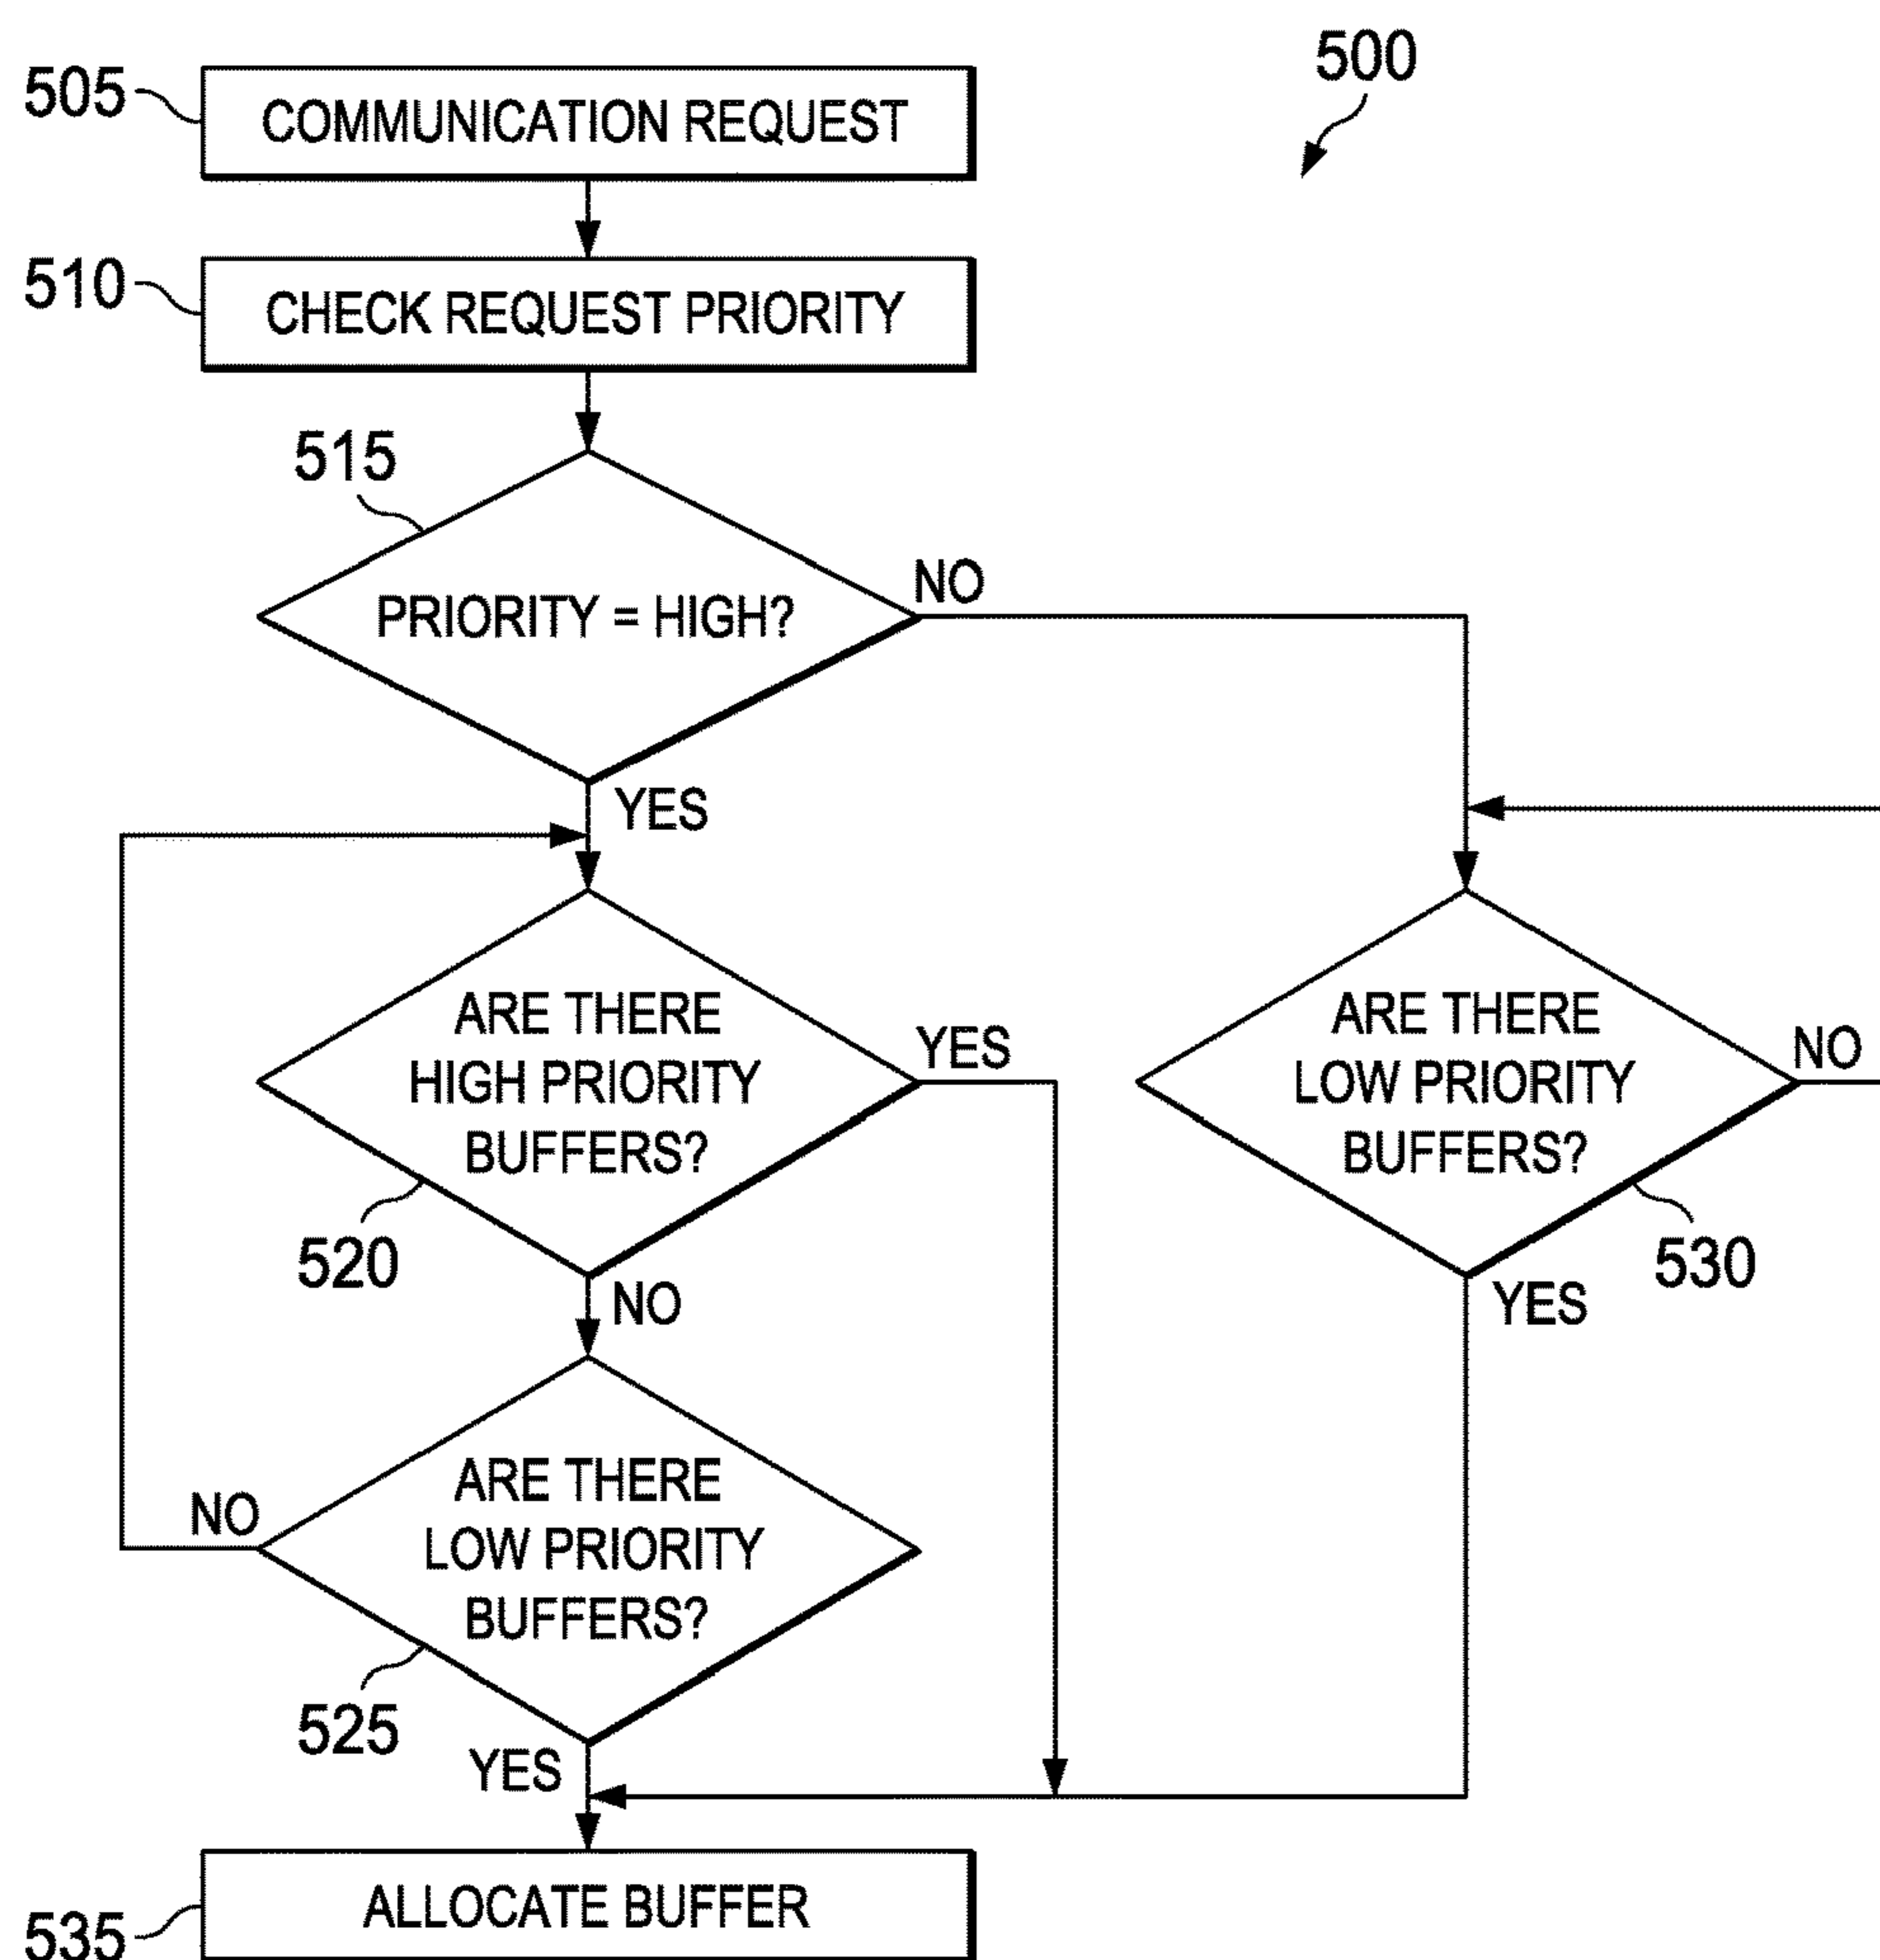 500
505
COMMUNICATION REQUEST
510
CHECK REQUEST PRIORITY
515
PRIORITY = HIGH?
NO
YES
ARE THERE
HIGH PRIORITY
BUFFERS?
YES
520
NO
ARE THERE
LOW PRIORITY
BUFFERS?
NO
530
YES
ARE THERE
LOW PRIORITY
BUFFERS?
NO
525
YES
ALLOCATE BUFFER
535